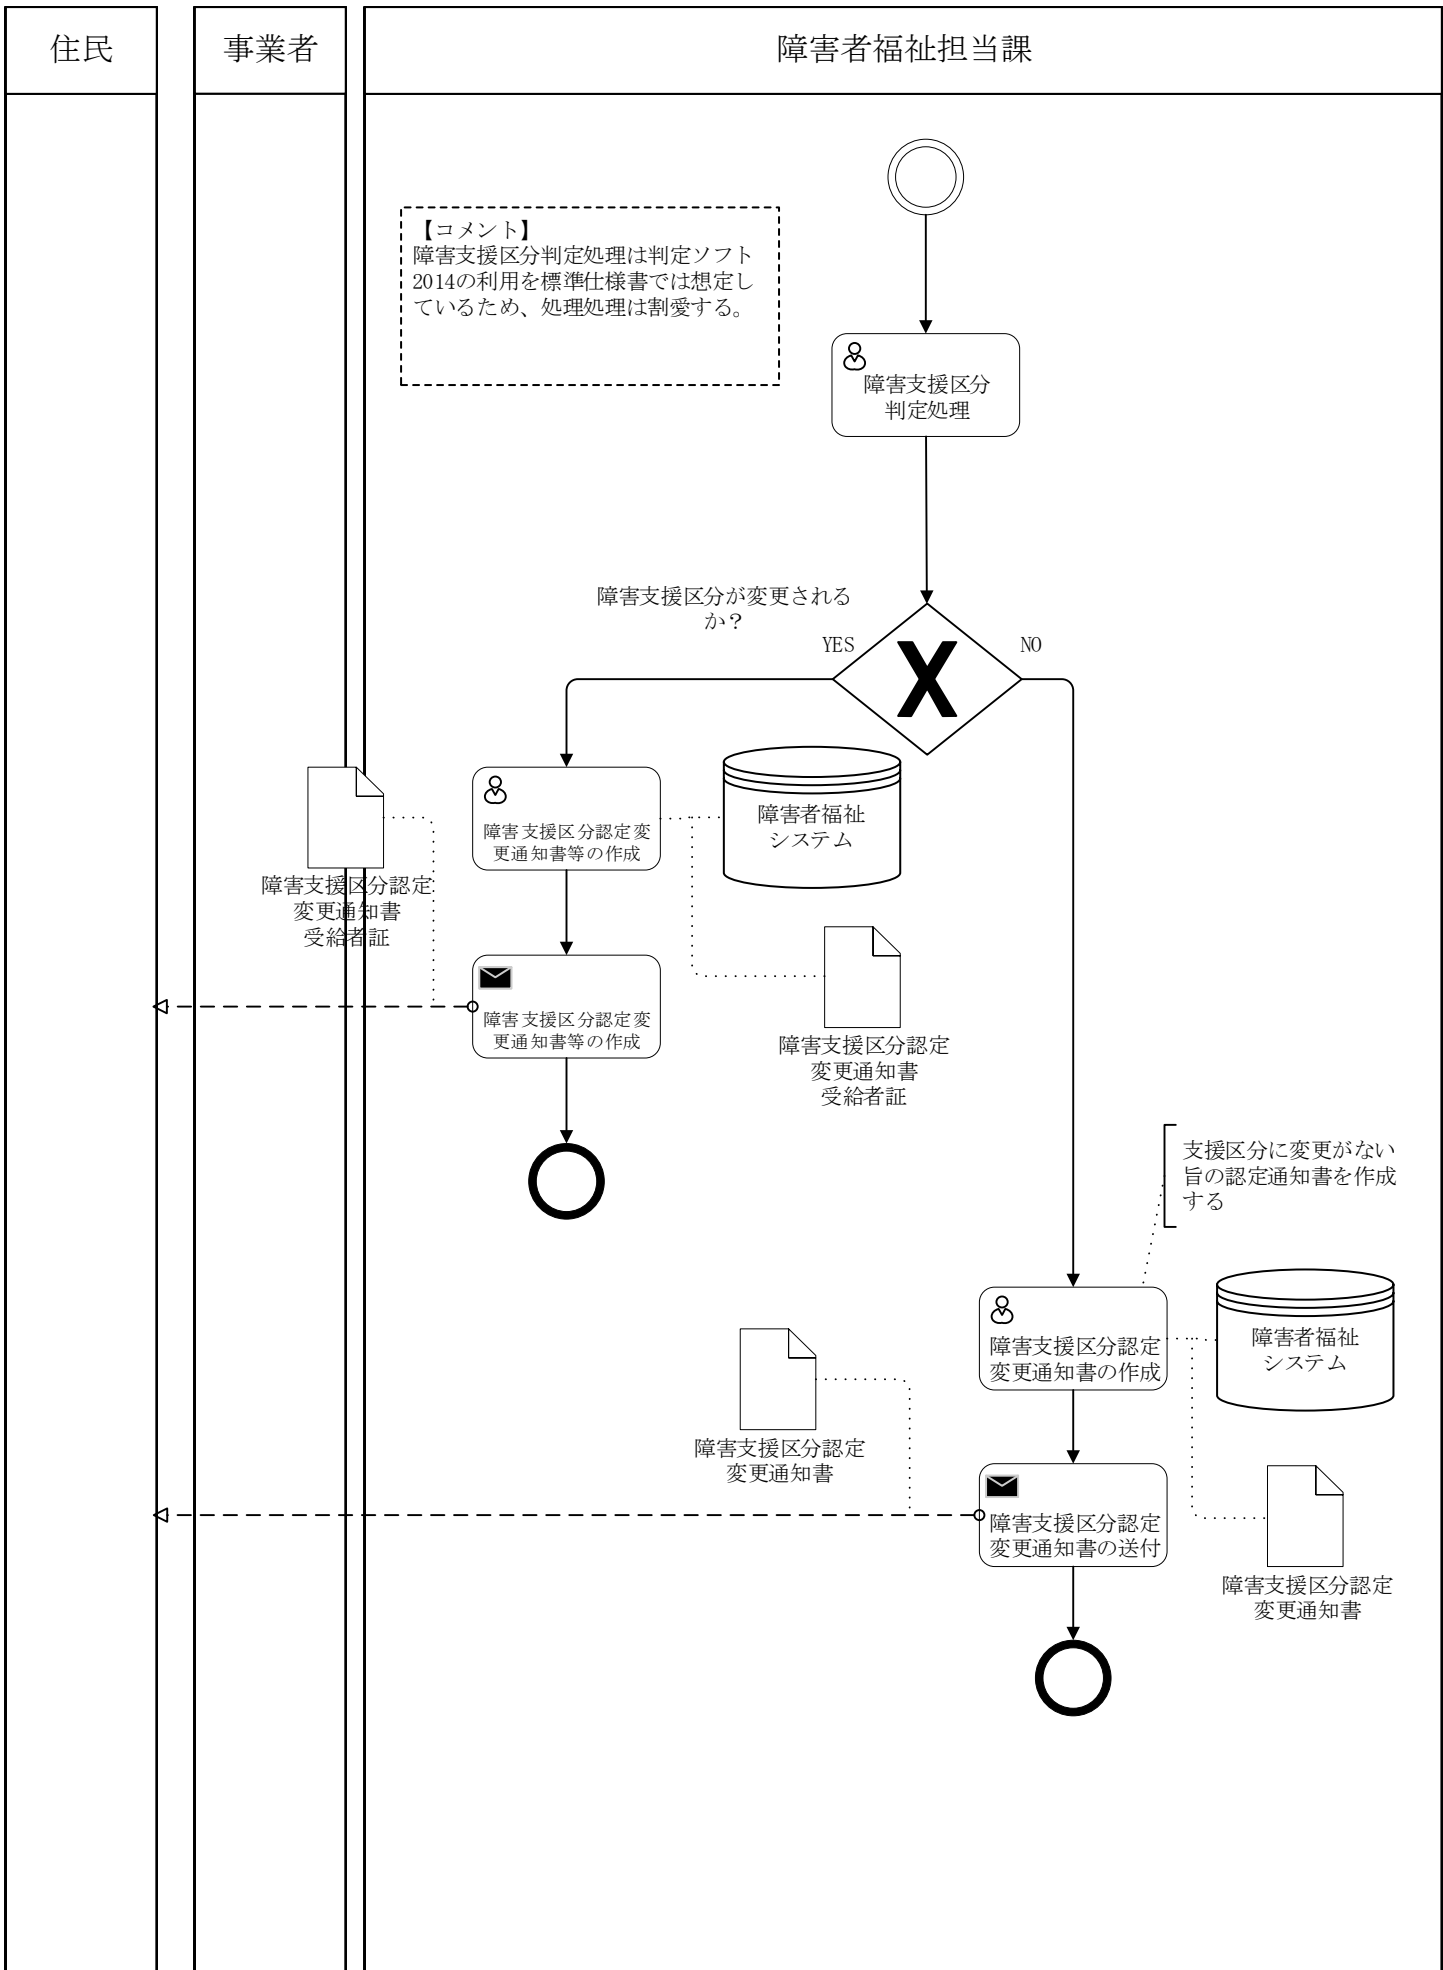 住民
事業者
障害者福祉担当課
【コメント】
障害支援区分判定処理は判定ソフト
2014の利用を標準仕様書では想定し
ているため、処理処理は割愛する。
障害支援区分
判定処理
障害支援区分が変更される
か？
YES
NO
障害支援区分認定変
更通知書等の作成
障害者福祉
システム
障害支援区分認定
変更通知書
受給者証
障害支援区分認定変
更通知書等の作成
障害支援区分認定
変更通知書
受給者証
支援区分に変更がない
旨の認定通知書を作成
する
障害支援区分認定
変更通知書の作成
障害者福祉
システム
障害支援区分認定
変更通知書
障害支援区分認定
変更通知書の送付
障害支援区分認定
変更通知書